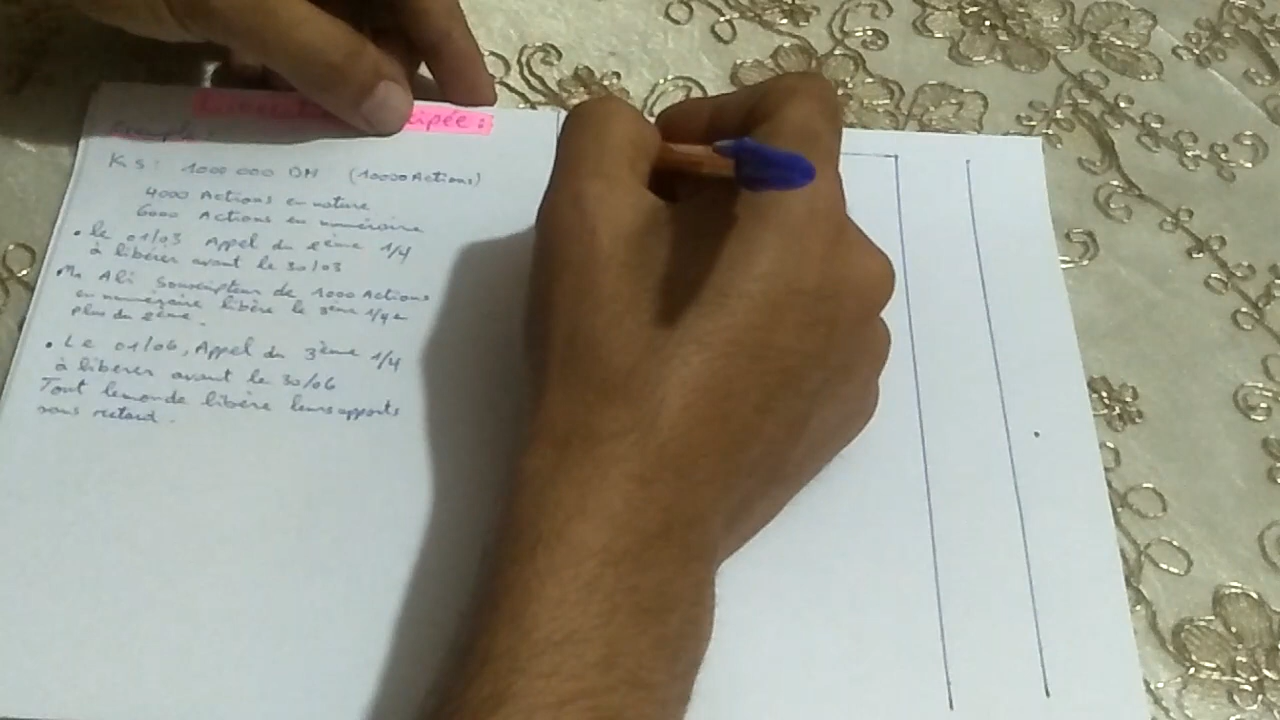 cipée :
Exemple
KS : 1000 000 DH (10000 Actions)
4000 Actions en nature
6000 Actions en numéraire
• le 01/03 Appel du 2ème 1/4
à libérer avant le 30/03
Mr Ali souscripteur de 1000 Actions
en numéraire libère le 3ème 1/4
plus du 2ème.
• Le 01/06, Appel du 3ème 1/4
à libérer avant le 30/06
Tout lemonde libère leurs apports
sans retard.